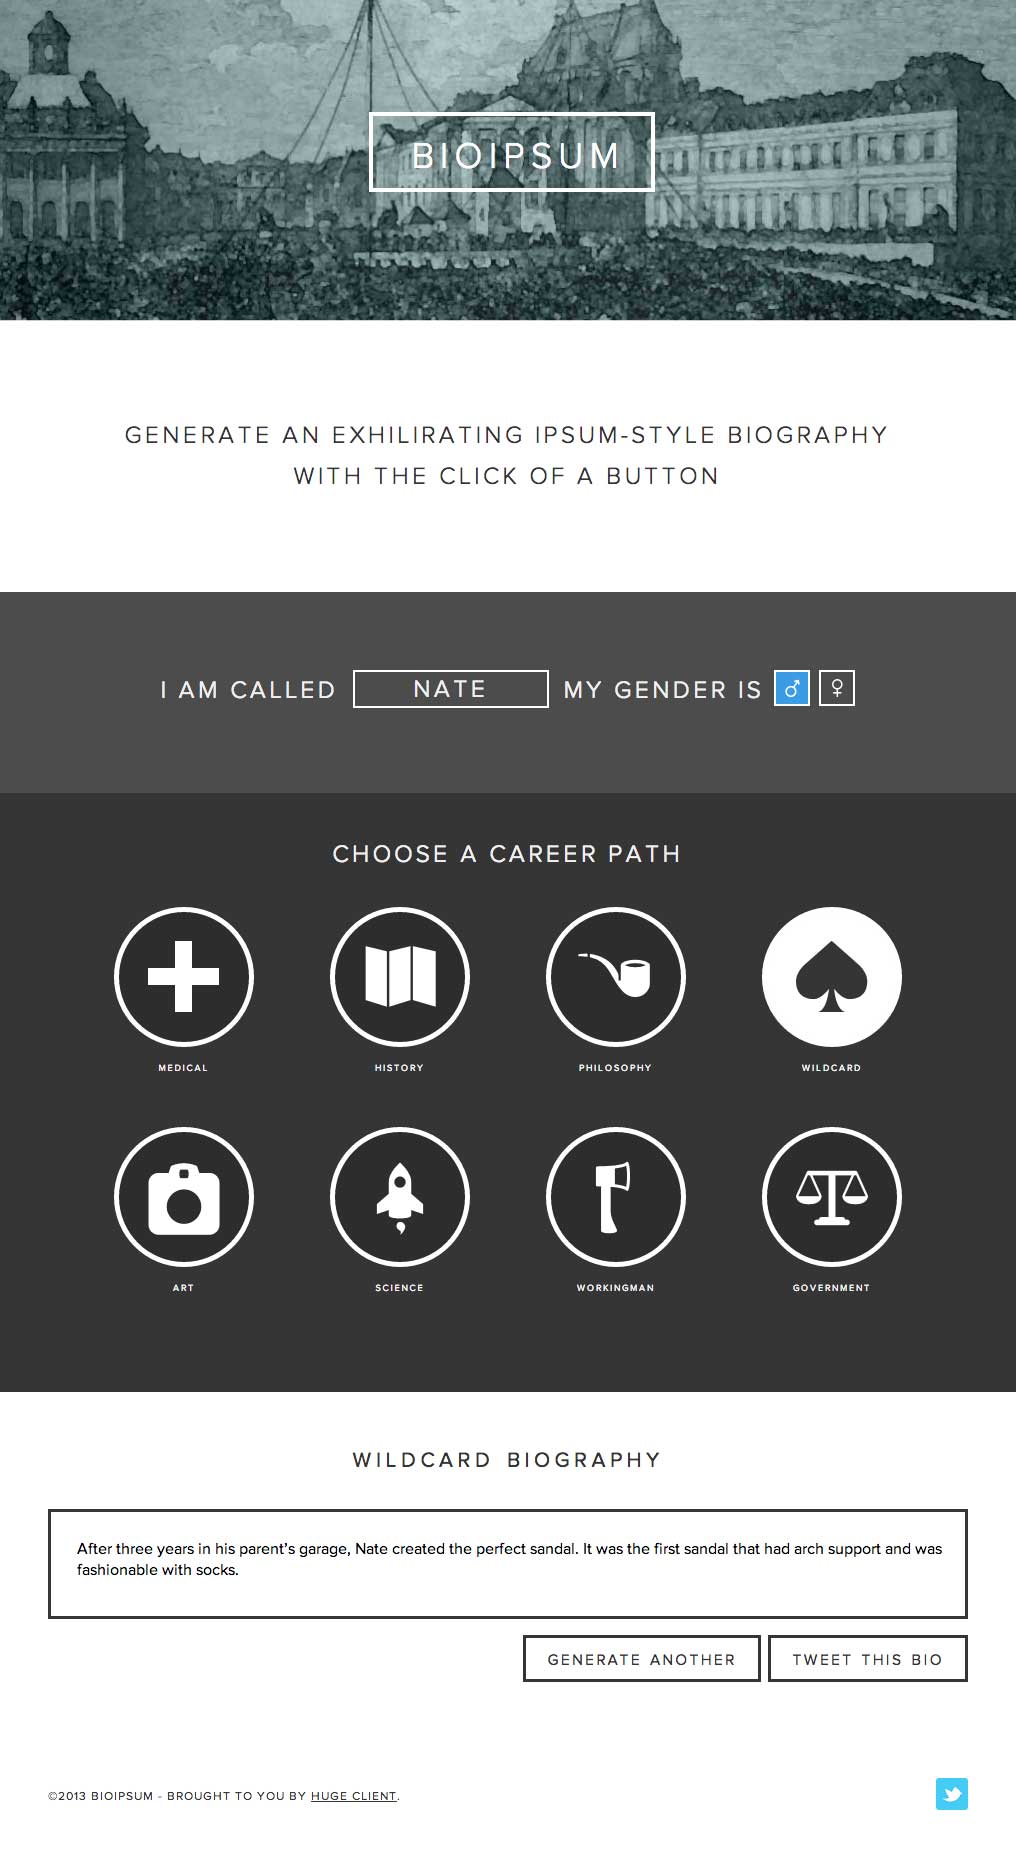 BIOIPSUM
GENERATE AN EXHILIRATING IPSUM-STYLE BIOGRAPHY
WITH THE CLICK OF A BUTTON
I AM CALLED NATE MY GENDER IS ♂ ♀
CHOOSE A CAREER PATH
MEDICAL HISTORY PHILOSOPHY WILDCARD
ART SCIENCE WORKINGMAN GOVERNMENT
WILDCARD BIOGRAPHY
After three years in his parent's garage, Nate created the perfect sandal. It was the first sandal that had arch support and was
fashionable with socks.
GENERATE ANOTHER TWEET THIS BIO
©2013 BIOIPSUM - BROUGHT TO YOU BY HUGE CLIENT.